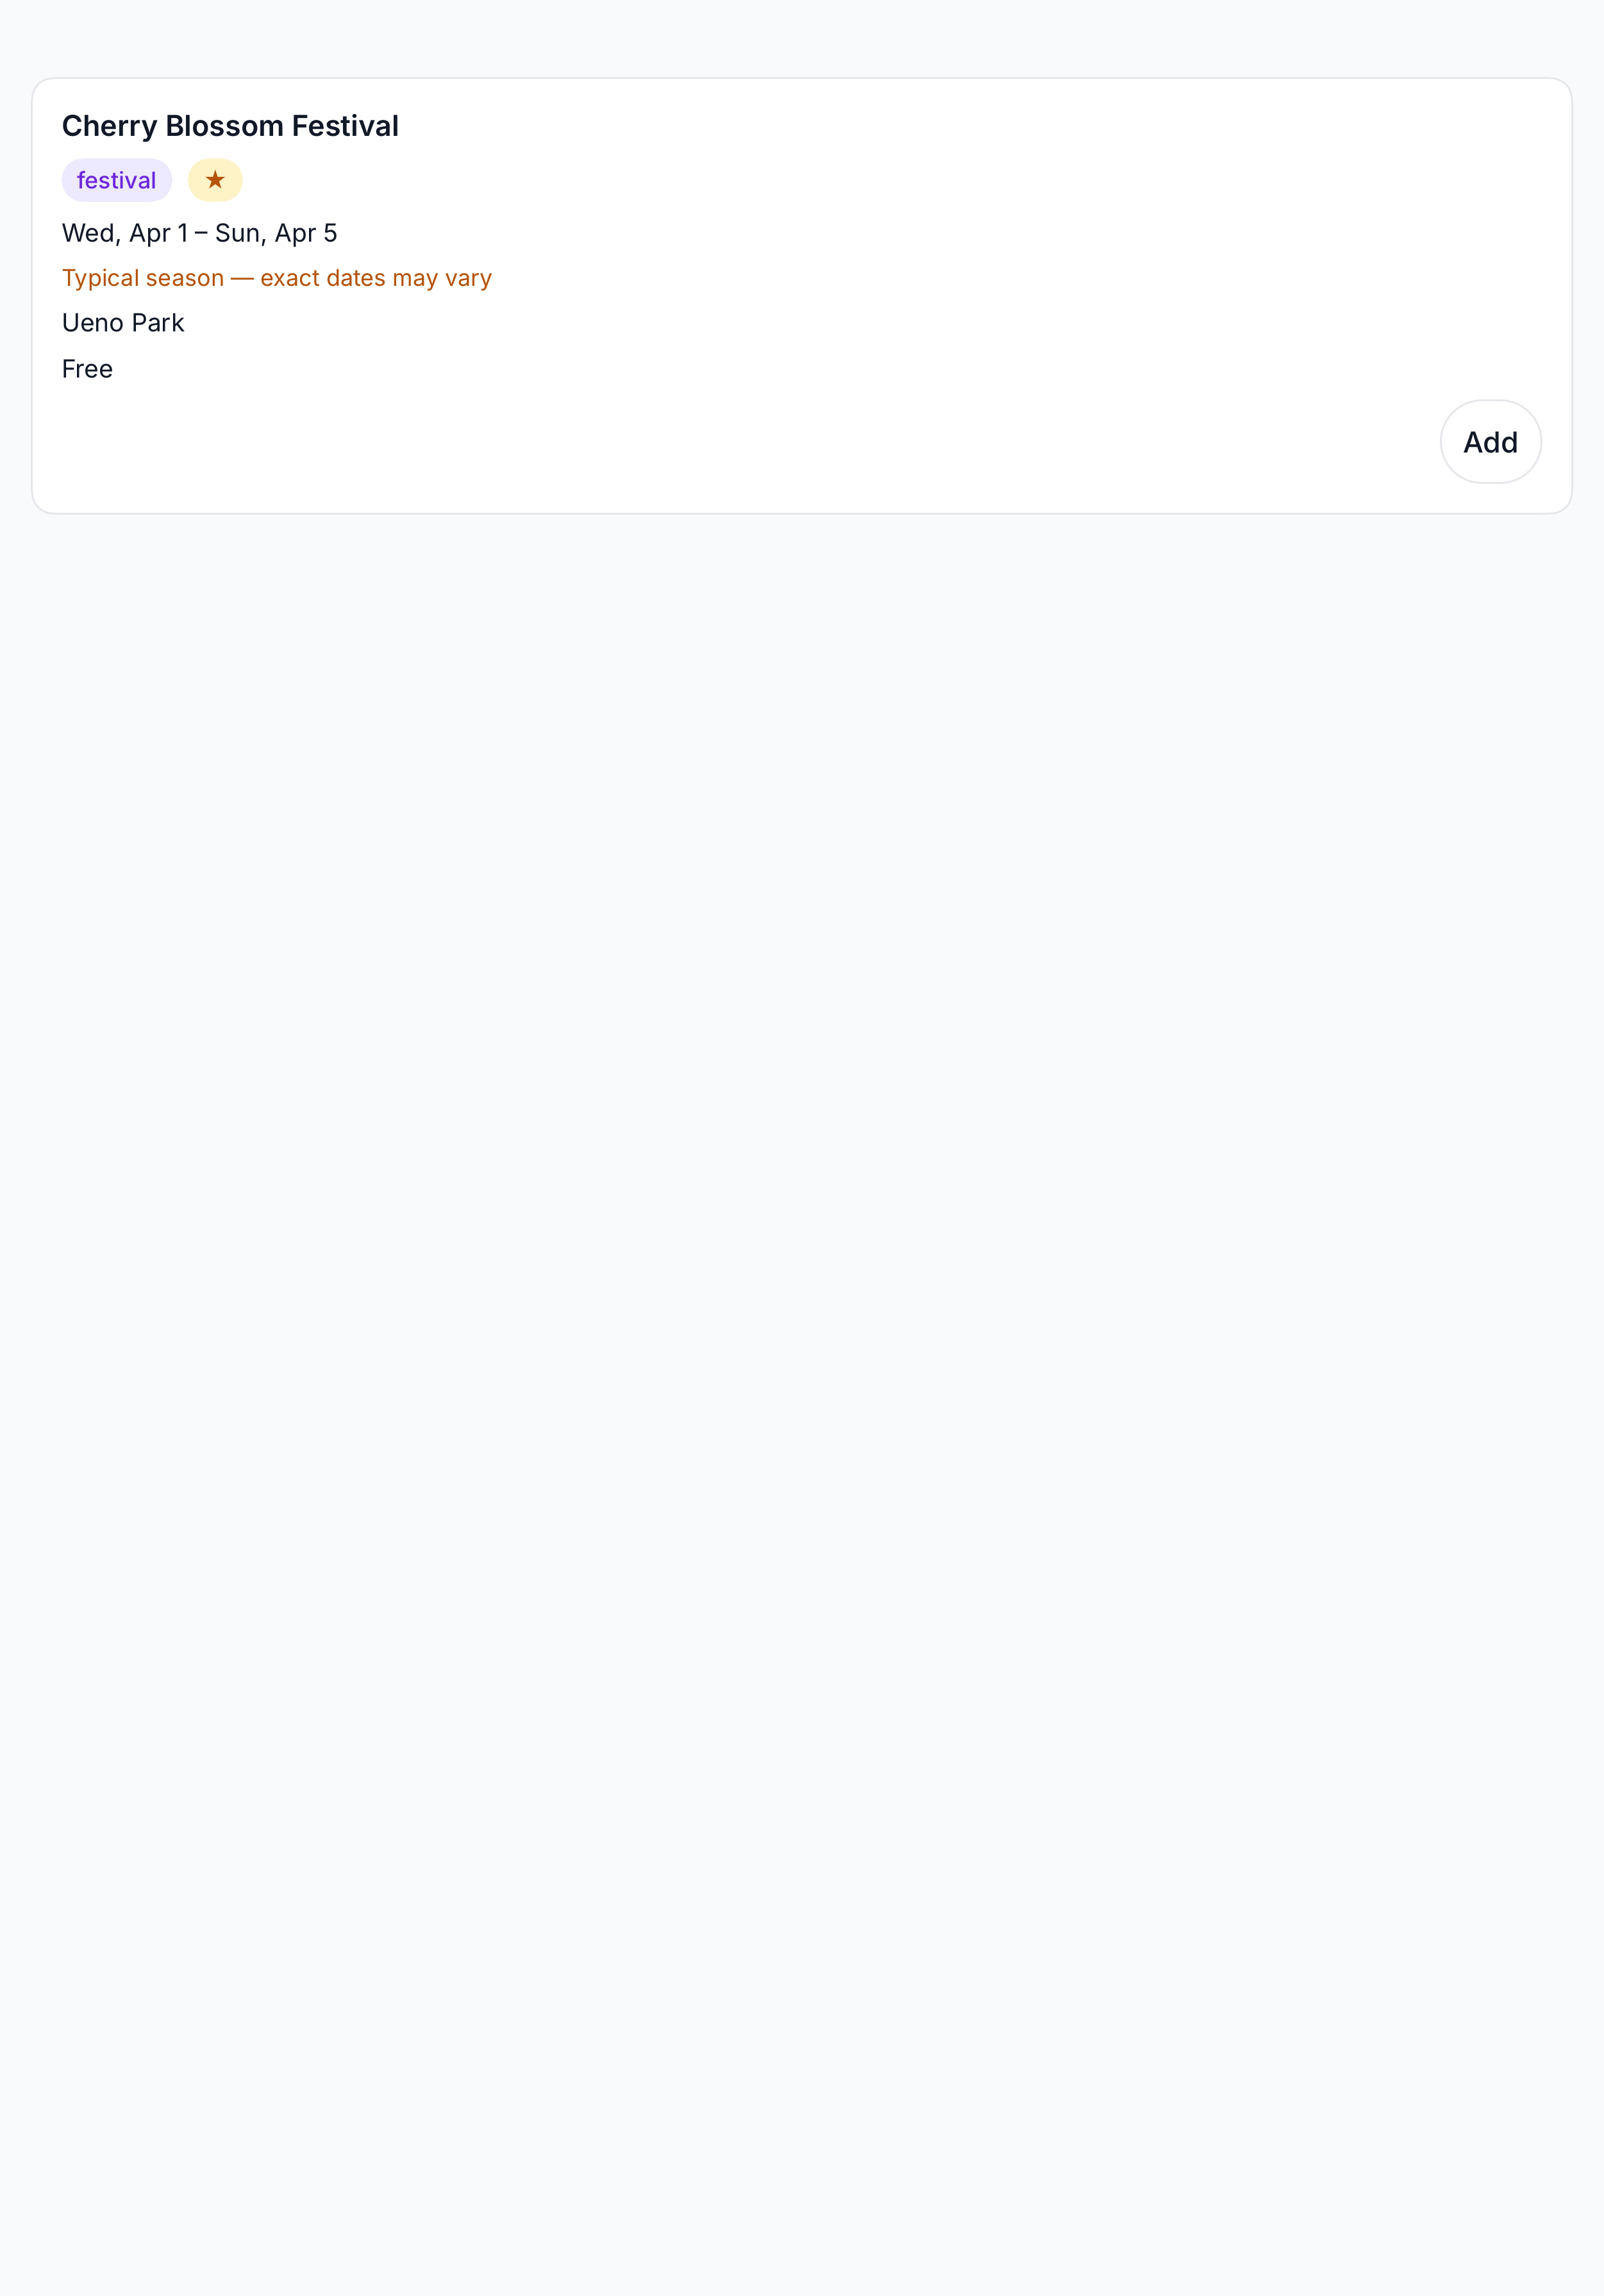 Cherry Blossom Festival
festival ★
Wed, Apr 1 – Sun, Apr 5
Typical season — exact dates may vary
Ueno Park
Free
Add